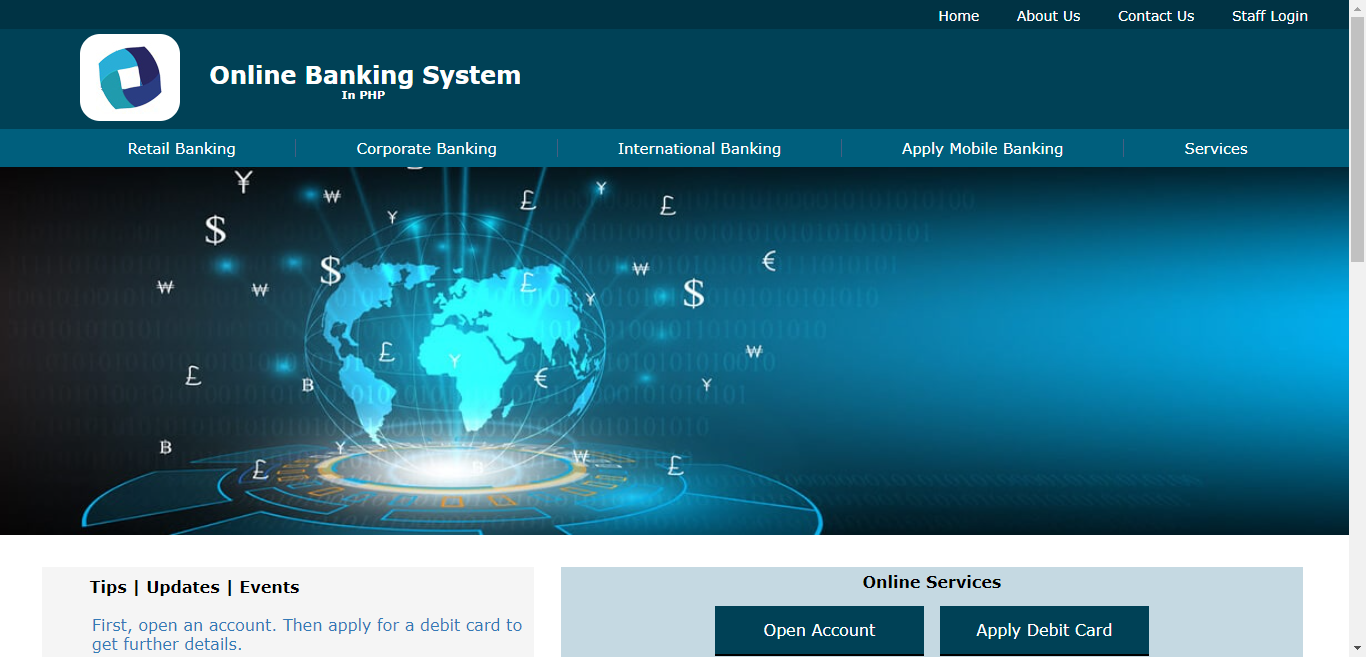 Home About Us Contact Us Staff Login
Online Banking System
In PHP
Retail Banking Corporate Banking International Banking Apply Mobile Banking Services
Tips | Updates | Events
First, open an account. Then apply for a debit card to
get further details.
Online Services
Open Account Apply Debit Card